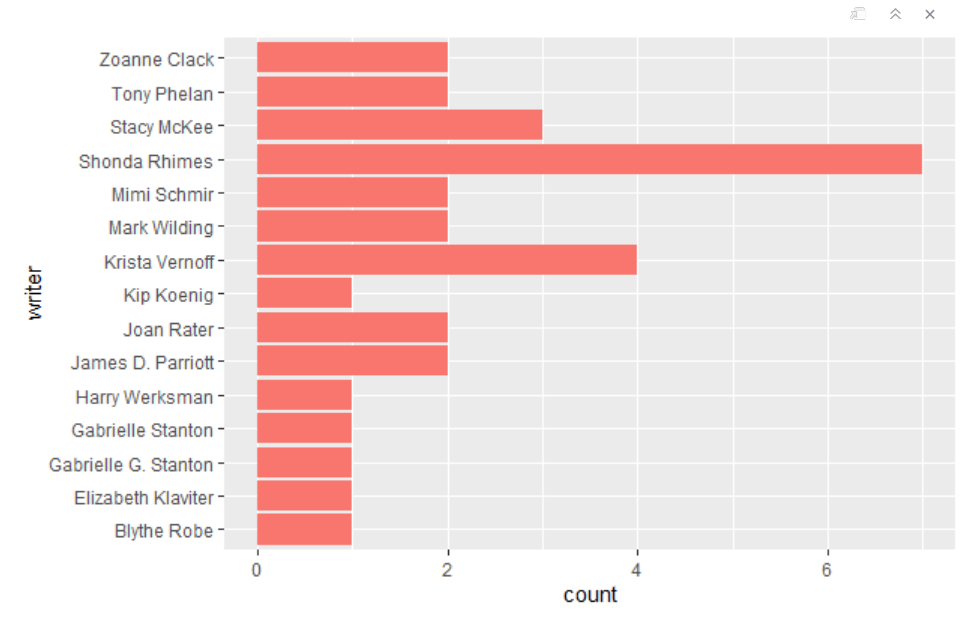 Zoanne Clack
Tony Phelan
Stacy McKee
Shonda Rhimes
Mimi Schmir
Mark Wilding
Krista Vernoff
Kip Koenig
Joan Rater
James D. Parriott
Harry Werksman
Gabrielle Stanton
Gabrielle G. Stanton
Elizabeth Klaviter
Blythe Robe
writer
0 2 4 6
count